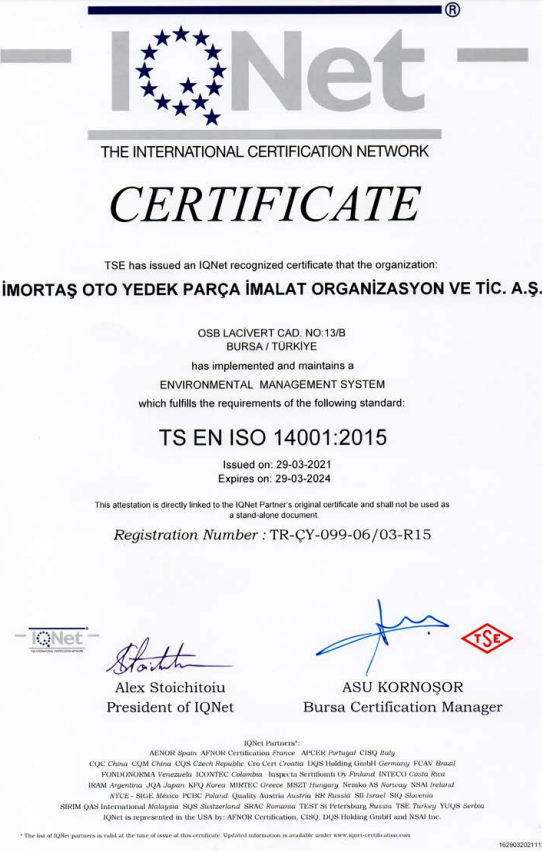 ®
IQNet
THE INTERNATIONAL CERTIFICATION NETWORK
CERTIFICATE
TSE has issued an IQNet recognized certificate that the organization:
İMORTAŞ OTO YEDEK PARÇA İMALAT ORGANİZASYON VE TİC. A.Ş.
OSB LACİVERT CAD. NO:13/B
BURSA / TÜRKİYE
has implemented and maintains a
ENVIRONMENTAL MANAGEMENT SYSTEM
which fulfills the requirements of the following standard:
TS EN ISO 14001:2015
Issued on: 29-03-2021
Expires on: 29-03-2024
This attestation is directly linked to the IQNet Partner's original certificate and shall not be used as
a stand-alone document
Registration Number : TR-ÇY-099-06/03-R15
IQNet
THE INTERNATIONAL CERTIFICATION NETWORK
TSE
Alex Stoichitoiu
President of IQNet
ASU KORNOŞOR
Bursa Certification Manager
IQNet Partners*:
AENOR Spain AFNOR Certification France APCER Portugal CISQ Italy
CQC China CQM China CQS Czech Republic Cro Cert Croatia DQS Holding GmbH Germany FCAV Brazil
FONDONORMA Venezuela ICONTEC Colombia Inspecta Sertifiointi Oy Finland INTECO Costa Rica
IRAM Argentina JQA Japan KFQ Korea MIRTEC Greece MSZT Hungary Nemko AS Norway NSAI Ireland
NYCE - SIGE México PCBC Poland Quality Austria Austria RR Russia SII Israel SIQ Slovenia
SIRIM QAS International Malaysia SQS Switzerland SRAC Romania TEST St Petersburg Russia TSE Turkey YUQS Serbia
IQNet is represented in the USA by: AFNOR Certification, CISQ, DQS Holding GmbH and NSAI Inc.
* The list of IQNet partners is valid at the time of issue of this certificate. Updated information is available under www.iqnet-certification.com